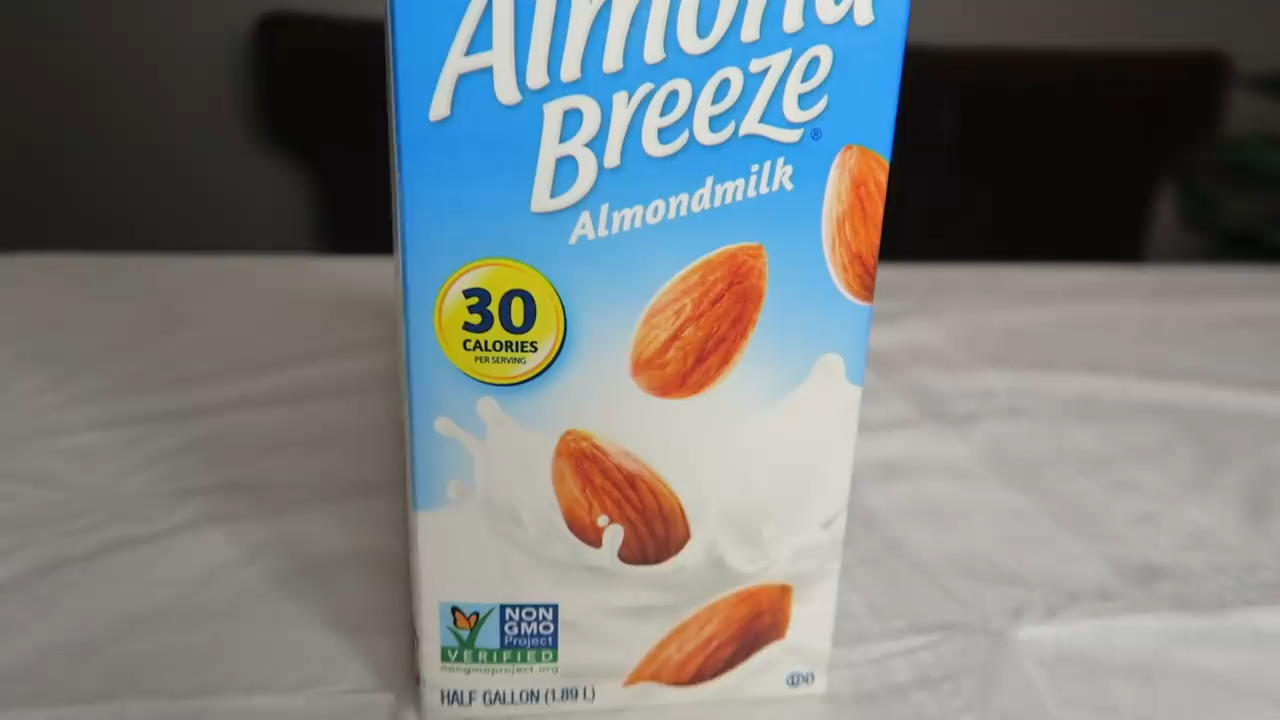 Almond
Breeze®
Almondmilk
30
CALORIES
PER SERVING
NON
GMO
Project
VERIFIED
nongmoproject.org
HALF GALLON (1.89 L)